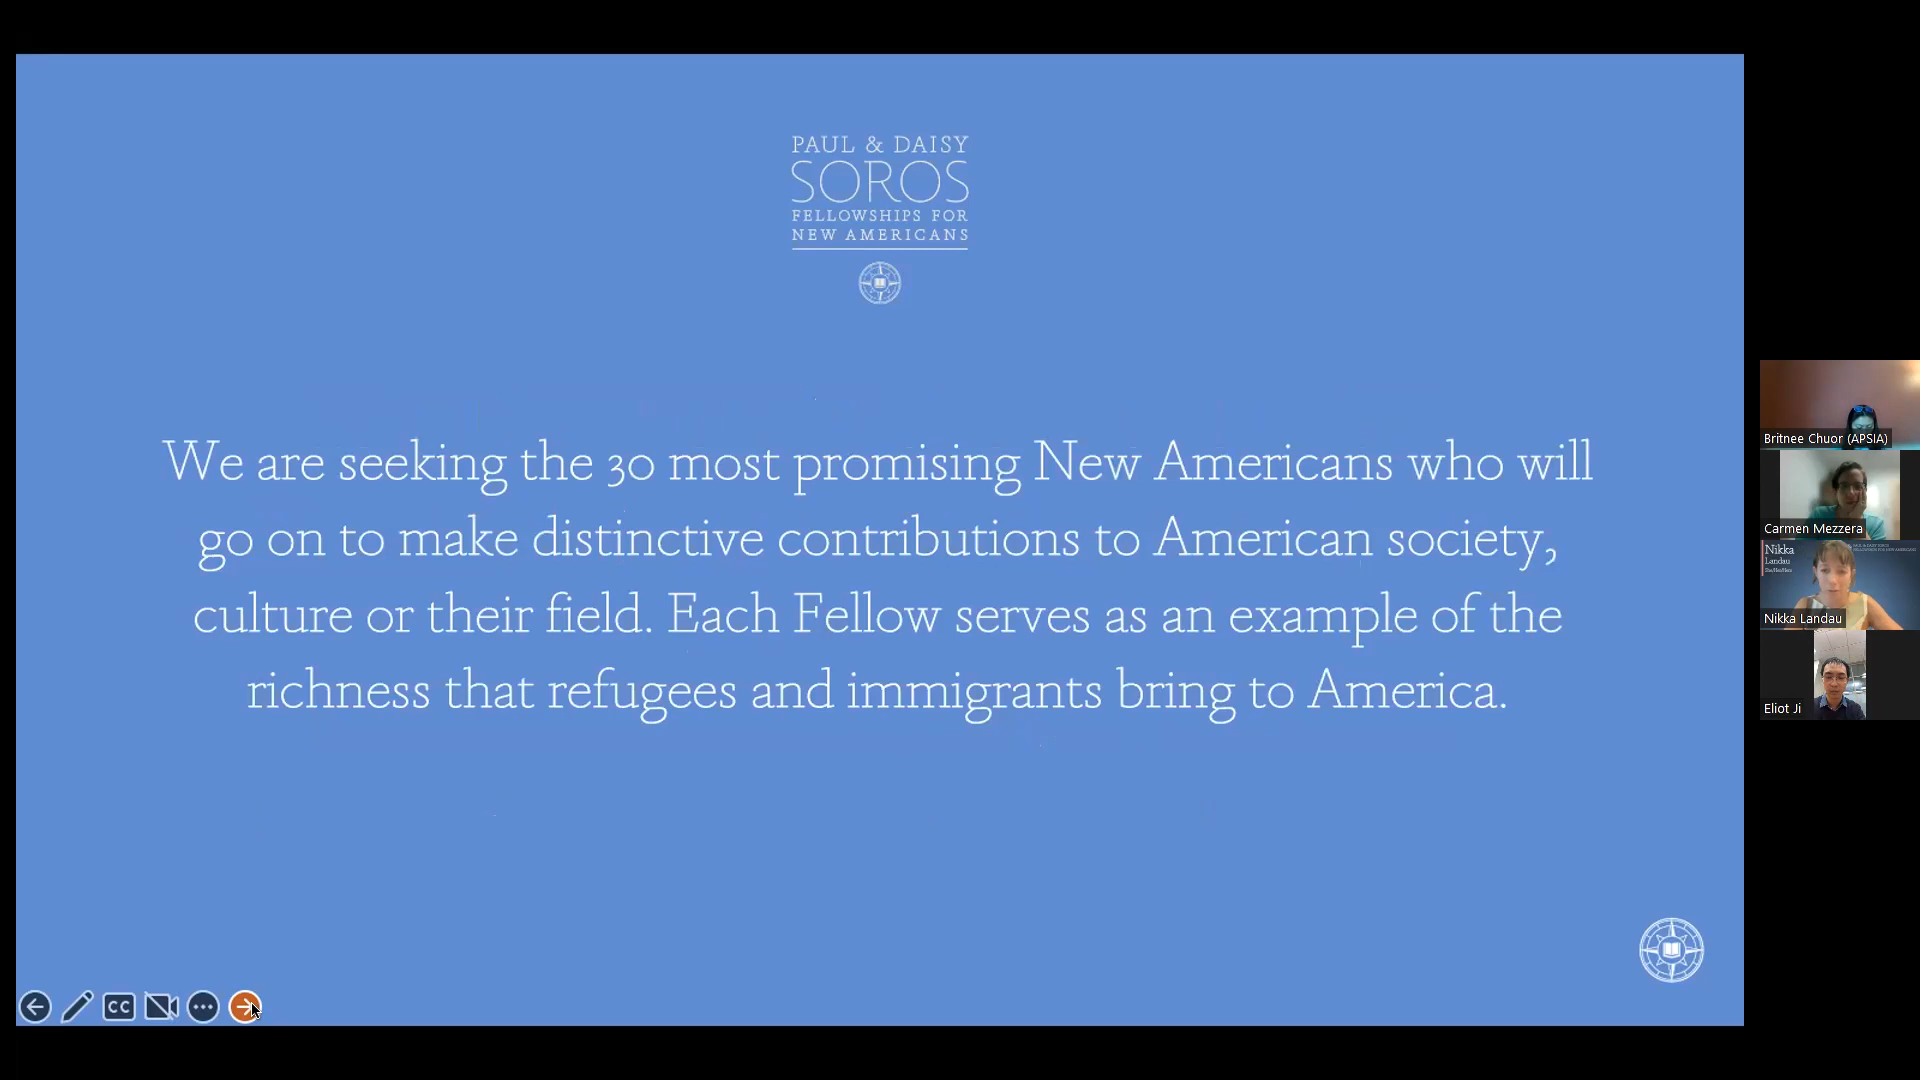 PAUL & DAISY
SOROS
FELLOWSHIPS FOR
NEW AMERICANS
We are seeking the 30 most promising New Americans who will
go on to make distinctive contributions to American society,
culture or their field. Each Fellow serves as an example of the
richness that refugees and immigrants bring to America.
CC
Britnee Chuor (APSIA)
Carmen Mezzera
Nikka
Landau
Nikka Landau
Eliot Ji